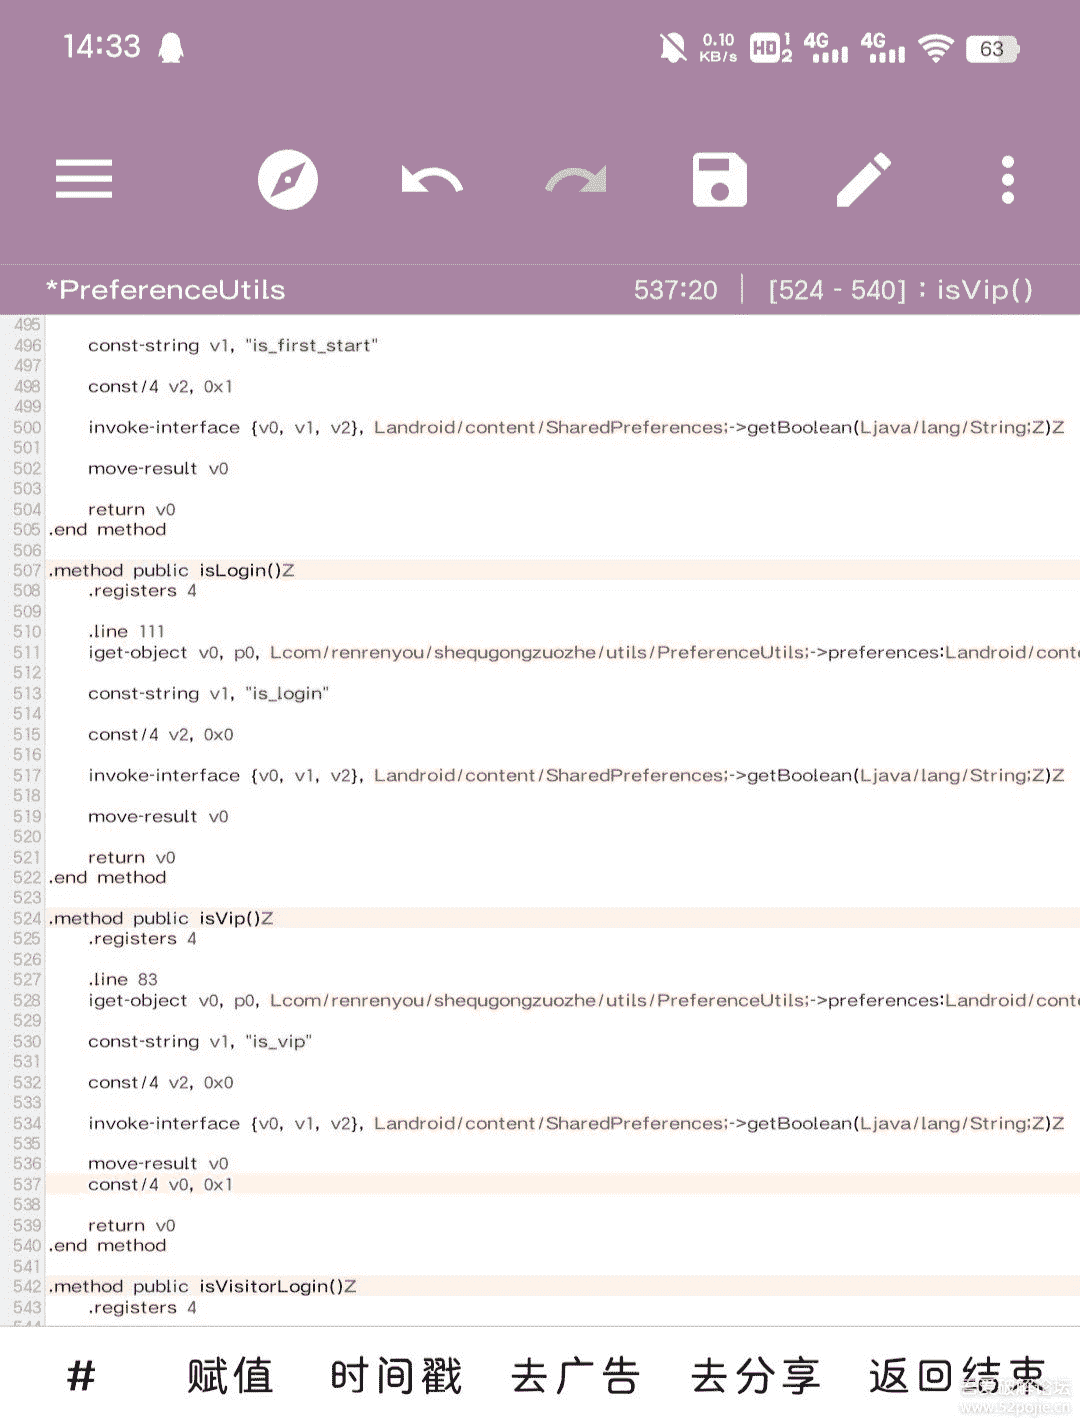 14:33
0.10 KB/s HD 1 2 4G 4G 63
*PreferenceUtils 537:20 [524 - 540] : isVip()
495
496 const-string v1, "is_first_start"
497
498 const/4 v2, 0x1
499
500 invoke-interface {v0, v1, v2}, Landroid/content/SharedPreferences;->getBoolean(Ljava/lang/String;Z)Z
501
502 move-result v0
503
504 return v0
505 .end method
506
507 .method public isLogin()Z
508 .registers 4
509
510 .line 111
511 iget-object v0, p0, Lcom/renrenyou/shequgongzuozhe/utils/PreferenceUtils;->preferences:Landroid/conte
512
513 const-string v1, "is_login"
514
515 const/4 v2, 0x0
516
517 invoke-interface {v0, v1, v2}, Landroid/content/SharedPreferences;->getBoolean(Ljava/lang/String;Z)Z
518
519 move-result v0
520
521 return v0
522 .end method
523
524 .method public isVip()Z
525 .registers 4
526
527 .line 83
528 iget-object v0, p0, Lcom/renrenyou/shequgongzuozhe/utils/PreferenceUtils;->preferences:Landroid/conte
529
530 const-string v1, "is_vip"
531
532 const/4 v2, 0x0
533
534 invoke-interface {v0, v1, v2}, Landroid/content/SharedPreferences;->getBoolean(Ljava/lang/String;Z)Z
535
536 move-result v0
537 const/4 v0, 0x1
538
539 return v0
540 .end method
541
542 .method public isVisitorLogin()Z
543 .registers 4
# 赋值 时间戳 去广告 去分享 返回结束
www.52pojie.cn